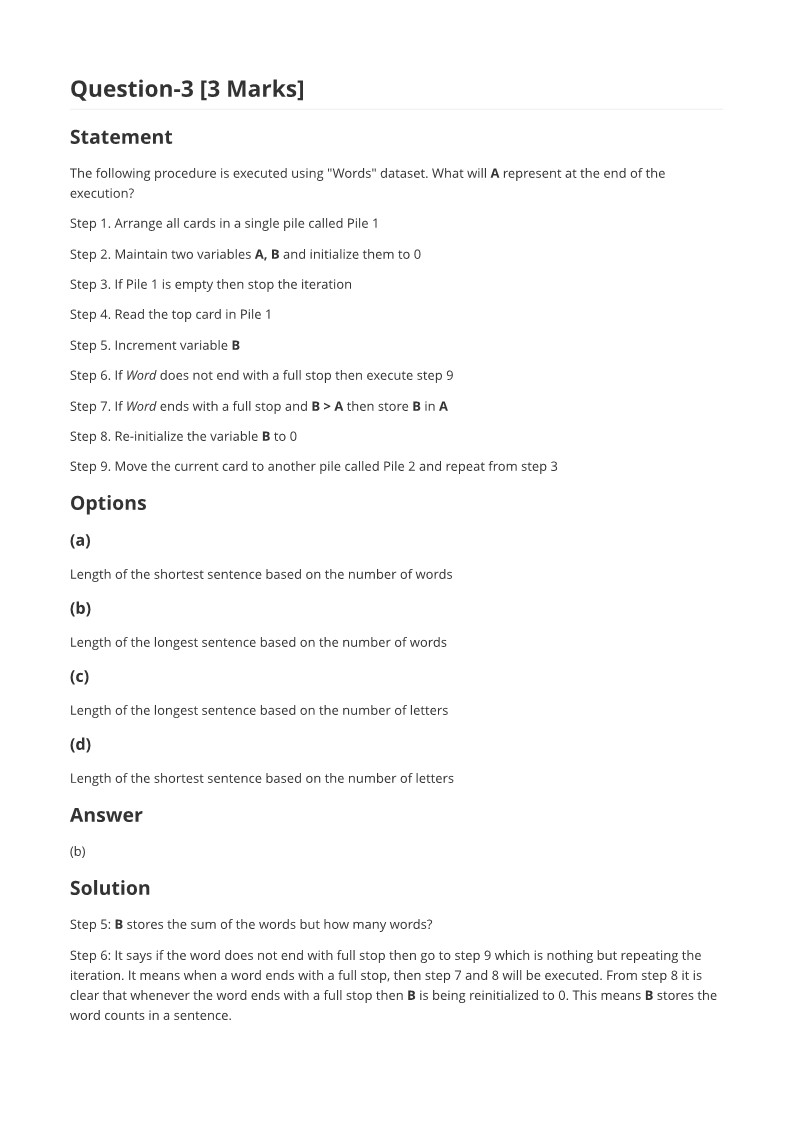 Question-3 [3 Marks]
Statement
The following procedure is executed using "Words" dataset. What will A represent at the end of the
execution?
Step 1. Arrange all cards in a single pile called Pile 1
Step 2. Maintain two variables A, B and initialize them to 0
Step 3. If Pile 1 is empty then stop the iteration
Step 4. Read the top card in Pile 1
Step 5. Increment variable B
Step 6. If Word does not end with a full stop then execute step 9
Step 7. If Word ends with a full stop and B > A then store B in A
Step 8. Re-initialize the variable B to 0
Step 9. Move the current card to another pile called Pile 2 and repeat from step 3
Options
(a)
Length of the shortest sentence based on the number of words
(b)
Length of the longest sentence based on the number of words
(c)
Length of the longest sentence based on the number of letters
(d)
Length of the shortest sentence based on the number of letters
Answer
(b)
Solution
Step 5: B stores the sum of the words but how many words?
Step 6: It says if the word does not end with full stop then go to step 9 which is nothing but repeating the
iteration. It means when a word ends with a full stop, then step 7 and 8 will be executed. From step 8 it is
clear that whenever the word ends with a full stop then B is being reinitialized to 0. This means B stores the
word counts in a sentence.